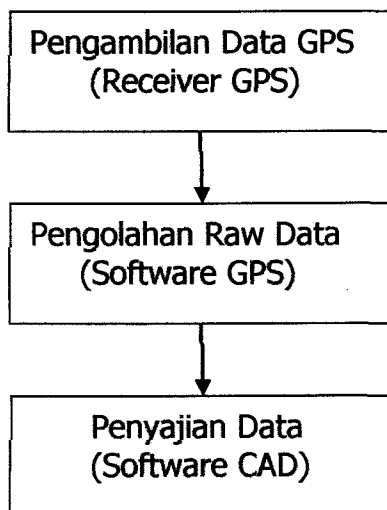 Pengambilan Data GPS
(Receiver GPS)
Pengolahan Raw Data
(Software GPS)
Penyajian Data
(Software CAD)